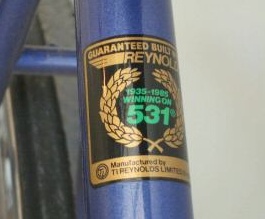 GUARANTEED BUILT
REYNOLDS
1935-1985
WINNING ON
531
Manufactured by
TI REYNOLDS LIMITED